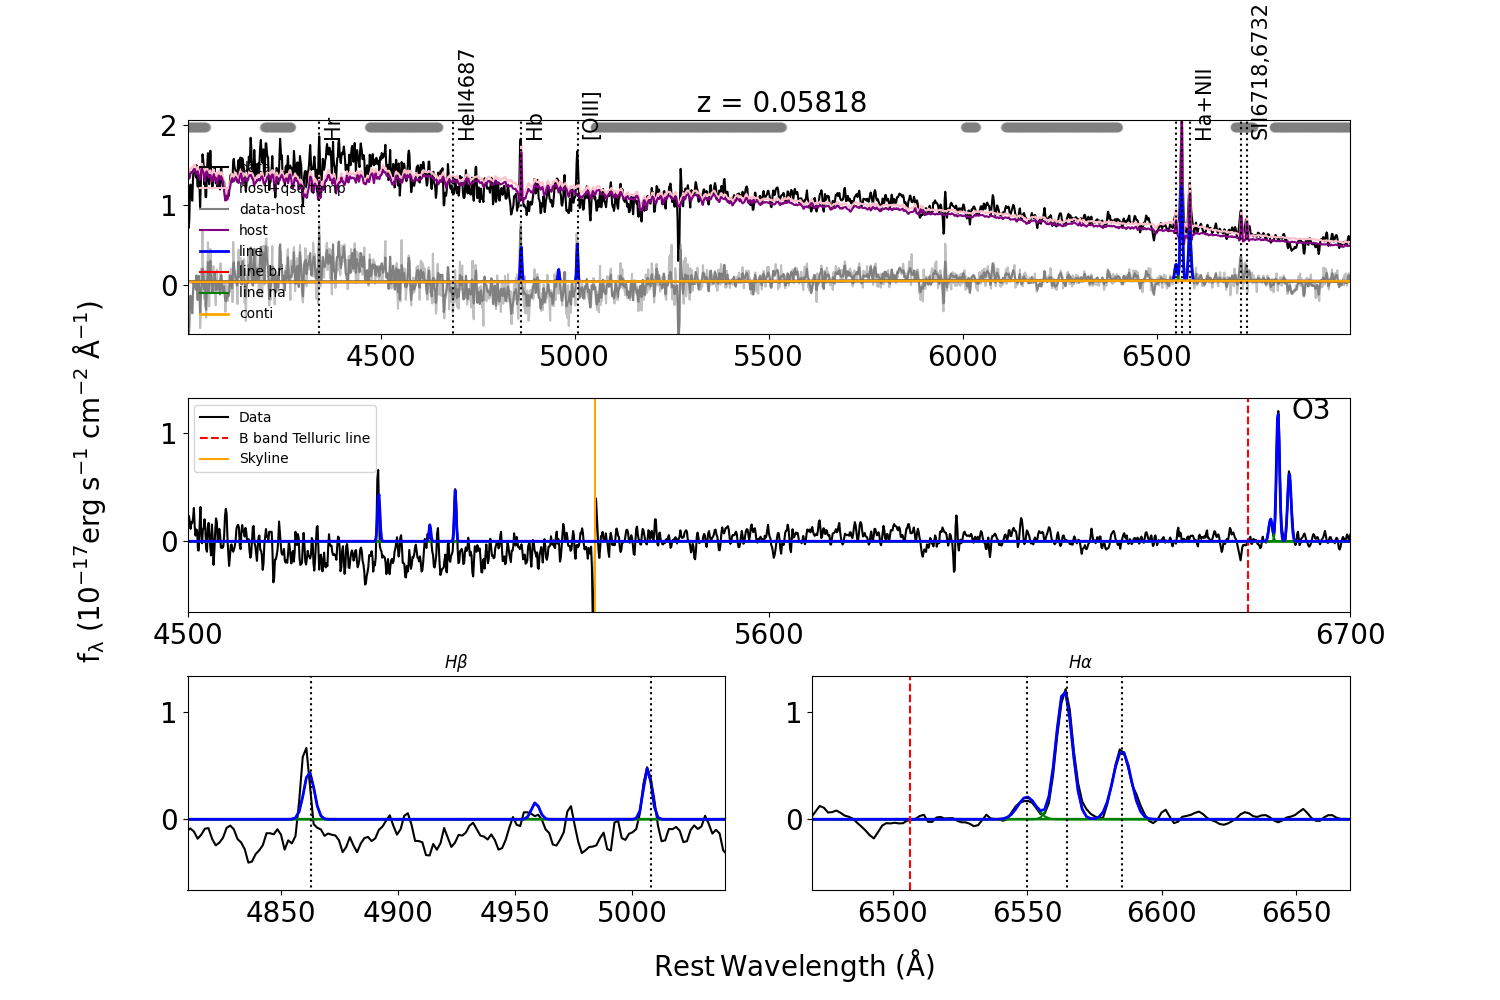 z = 0.05818
Hr
HeII4687
Hb
[OIII]
Ha+NII
SII6718,6732
2
1
0
host+qso temp
data-host
host
line
line br
line na
conti
4500
5000
5500
6000
6500
f_λ (10⁻¹⁷erg s⁻¹ cm⁻² Å⁻¹)
1
0
Data
B band Telluric line
Skyline
O3
4500
5600
6700
Hβ
1
0
4850
4900
4950
5000
Hα
1
0
6500
6550
6600
6650
Rest Wavelength (Å)